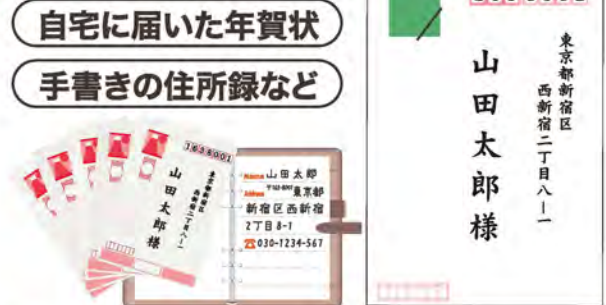 自宅に届いた年賀状
手書きの住所録など
1636001
東京都新宿区
西新宿二丁目八ー一
山田太郎様
Name 山田太郎
東京都
新宿区西新宿
2丁目8-1
☎030-1234-567
東京都新宿区
西新宿二丁目八ー一
山田太郎様